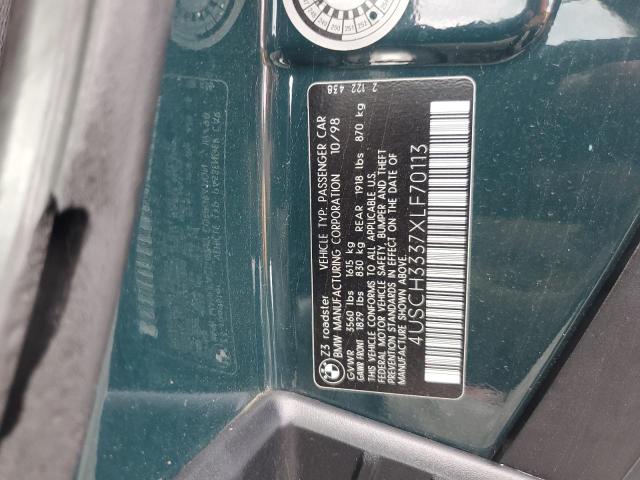 Z3 roadster VEHICLE TYP. PASSENGER CAR 2 122 438
BMW MANUFACTURING CORPORATION 10/98
GVWR 3560 lbs 1615 kg
GAWR FRONT 1829 lbs 830 kg REAR 1918 lbs 870 kg
THIS VEHICLE CONFORMS TO ALL APPLICABLE U.S.
FEDERAL MOTOR VEHICLE SAFETY, BUMPER AND THEFT
PREVENTION STANDARDS IN EFFECT ON THE
DATE OF MANUFACTURE SHOWN ABOVE.
4USCH3337XLF70113